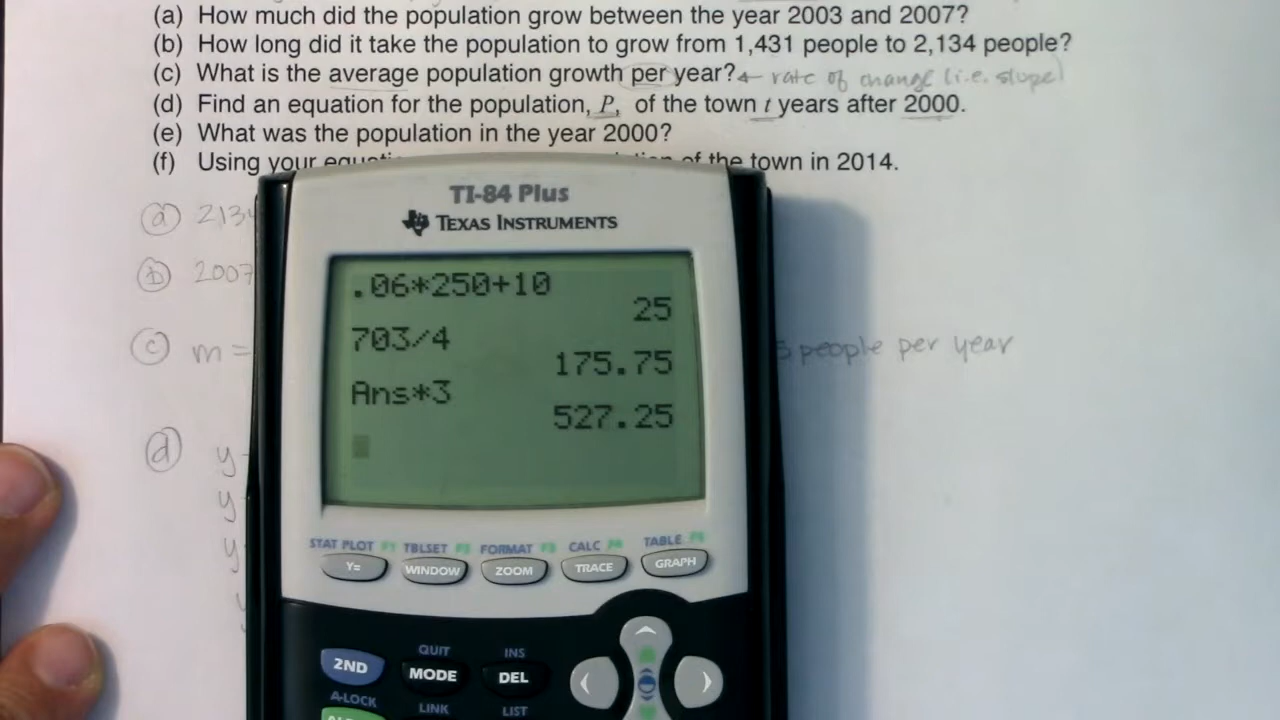 (a) How much did the population grow between the year 2003 and 2007?
(b) How long did it take the population to grow from 1,431 people to 2,134 people?
(c) What is the average population growth per year? ← rate of change (i.e. slope)
(d) Find an equation for the population, P, of the town t years after 2000.
(e) What was the population in the year 2000?
(f) Using your of the town in 2014.
TI-84 Plus
TEXAS INSTRUMENTS
(a) 2134
(b) 2007
(c) m = people per year
(d) y
y
y
.06*250+10
25
703/4
175.75
Ans*3
527.25
STAT PLOT F1 TBLSET F2 FORMAT F3 CALC F4 TABLE F5
Y= WINDOW ZOOM TRACE GRAPH
QUIT INS
2ND MODE DEL
A-LOCK LINK LIST